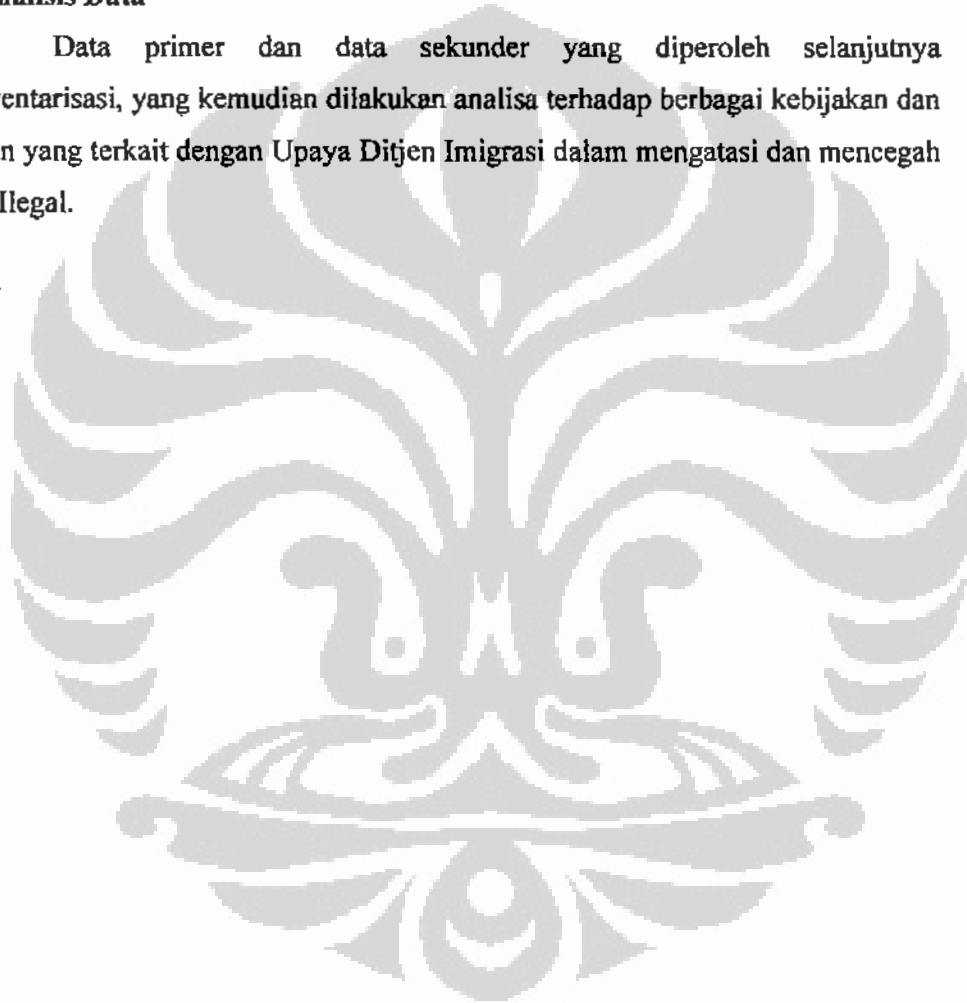 Data
Data primer dan data sekunder yang diperoleh selanjutnya
entarisasi, yang kemudian dilakukan analisa terhadap berbagai kebijakan dan
n yang terkait dengan Upaya Ditjen Imigrasi dalam mengatasi dan mencegah
Ilegal.